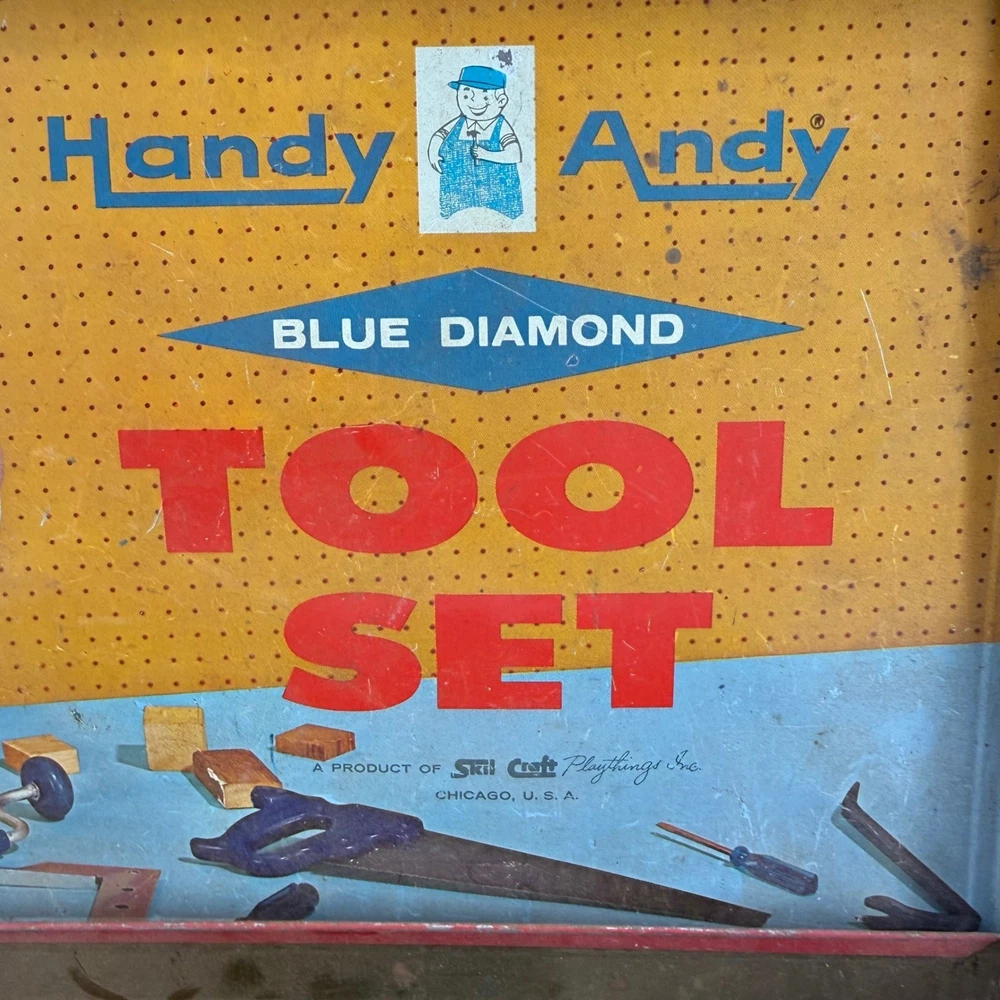 Handy Andy®
BLUE DIAMOND
TOOL
SET
A PRODUCT OF Skil Craft Playthings Inc.
CHICAGO, U. S. A.